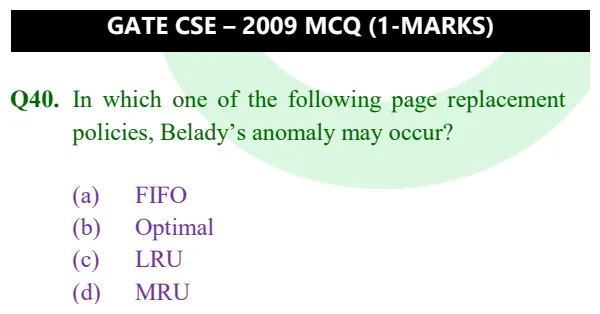 GATE CSE – 2009 MCQ (1-MARKS)
Q40. In which one of the following page replacement
policies, Belady’s anomaly may occur?
(a) FIFO
(b) Optimal
(c) LRU
(d) MRU